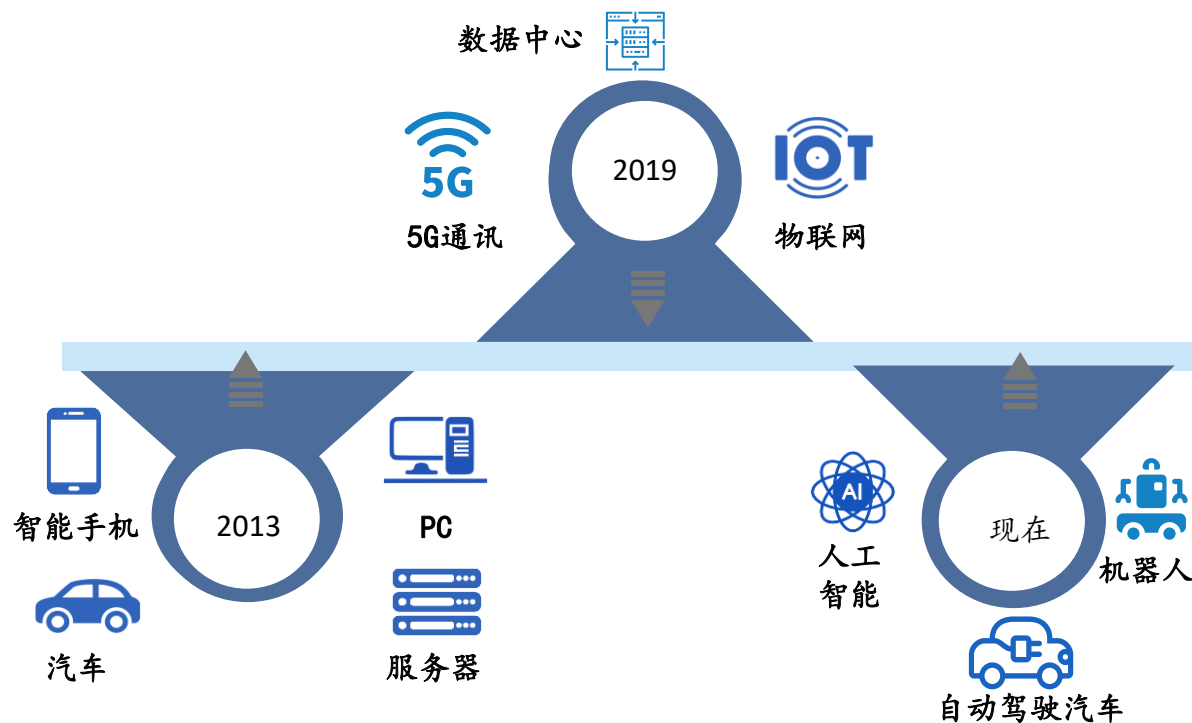 数据中心
5G
5G通讯
2019
IOT
物联网
智能手机
2013
PC
汽车
服务器
AI
人工
智能
现在
机器人
自动驾驶汽车